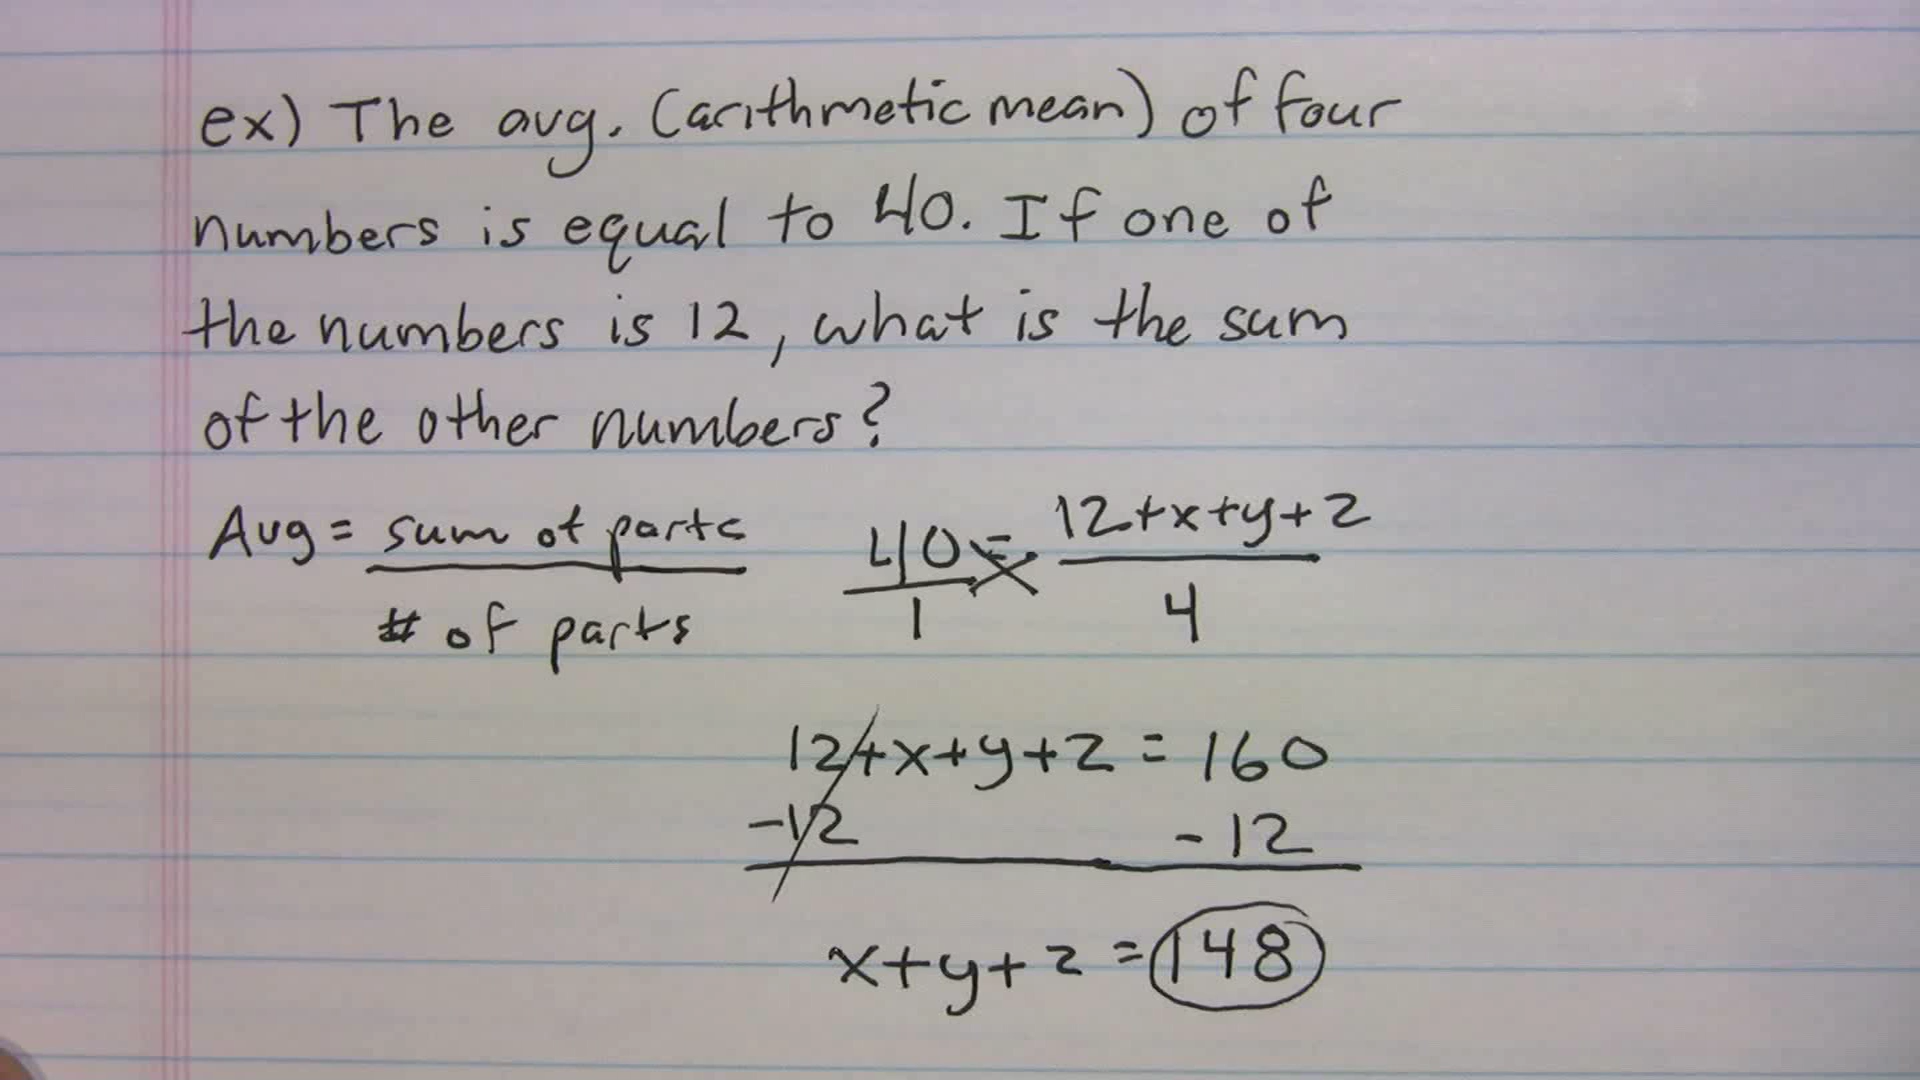 ex) The avg. (arithmetic mean) of four
numbers is equal to 40. If one of
the numbers is 12, what is the sum
of the other numbers?
Avg = sum of parts
# of parts
40 = 12+x+y+z
1 4
12+x+y+z = 160
-12 -12
x+y+z = 148